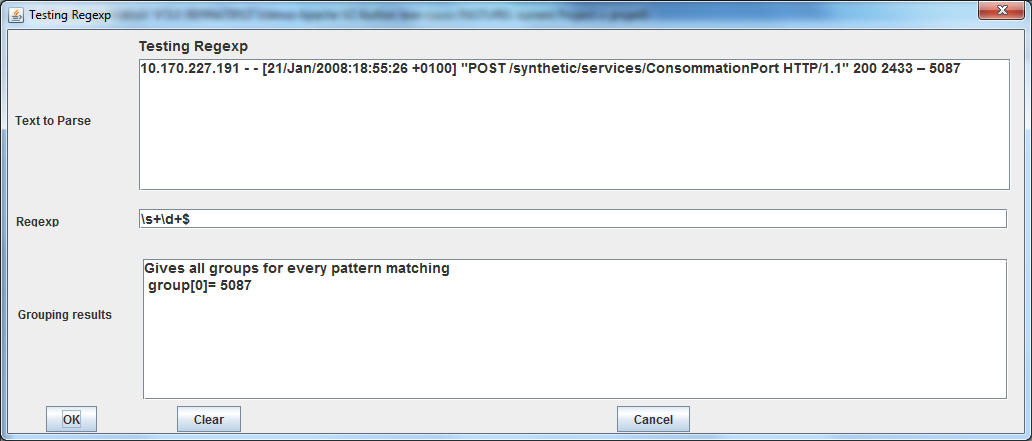 Testing Regexp
Testing Regexp
10.170.227.191 - - [21/Jan/2008:18:55:26 +0100] "POST /synthetic/services/ConsommationPort HTTP/1.1" 200 2433 – 5087
Text to Parse
Regexp
\s+\d+$
Gives all groups for every pattern matching
group[0]= 5087
Grouping results
OK
Clear
Cancel